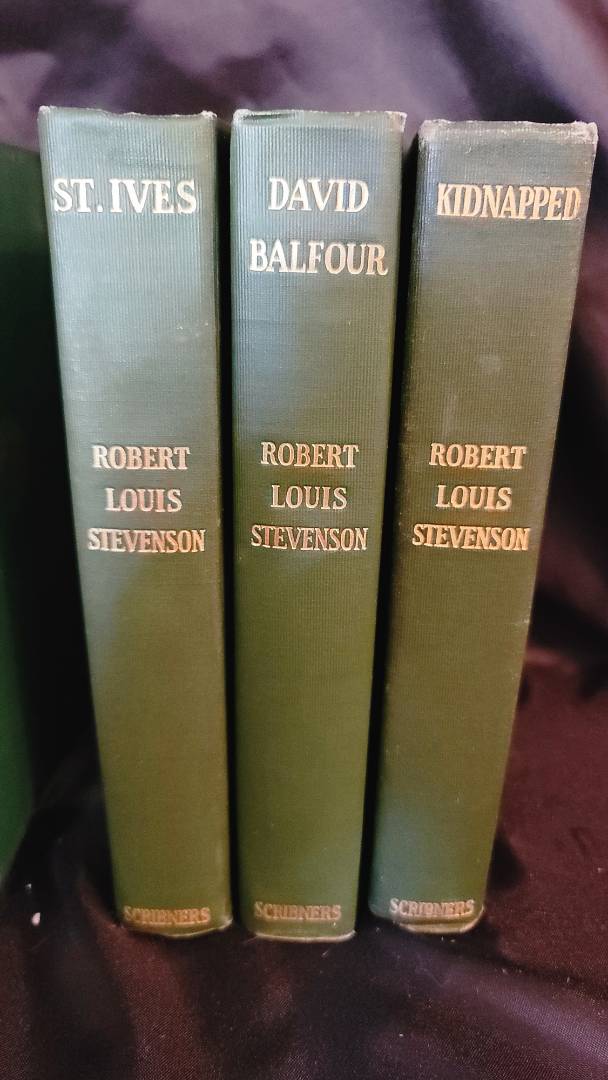 ST. IVES
ROBERT
LOUIS
STEVENSON
SCRIBNERS
DAVID
BALFOUR
ROBERT
LOUIS
STEVENSON
SCRIBNERS
KIDNAPPED
ROBERT
LOUIS
STEVENSON
SCRIBNERS